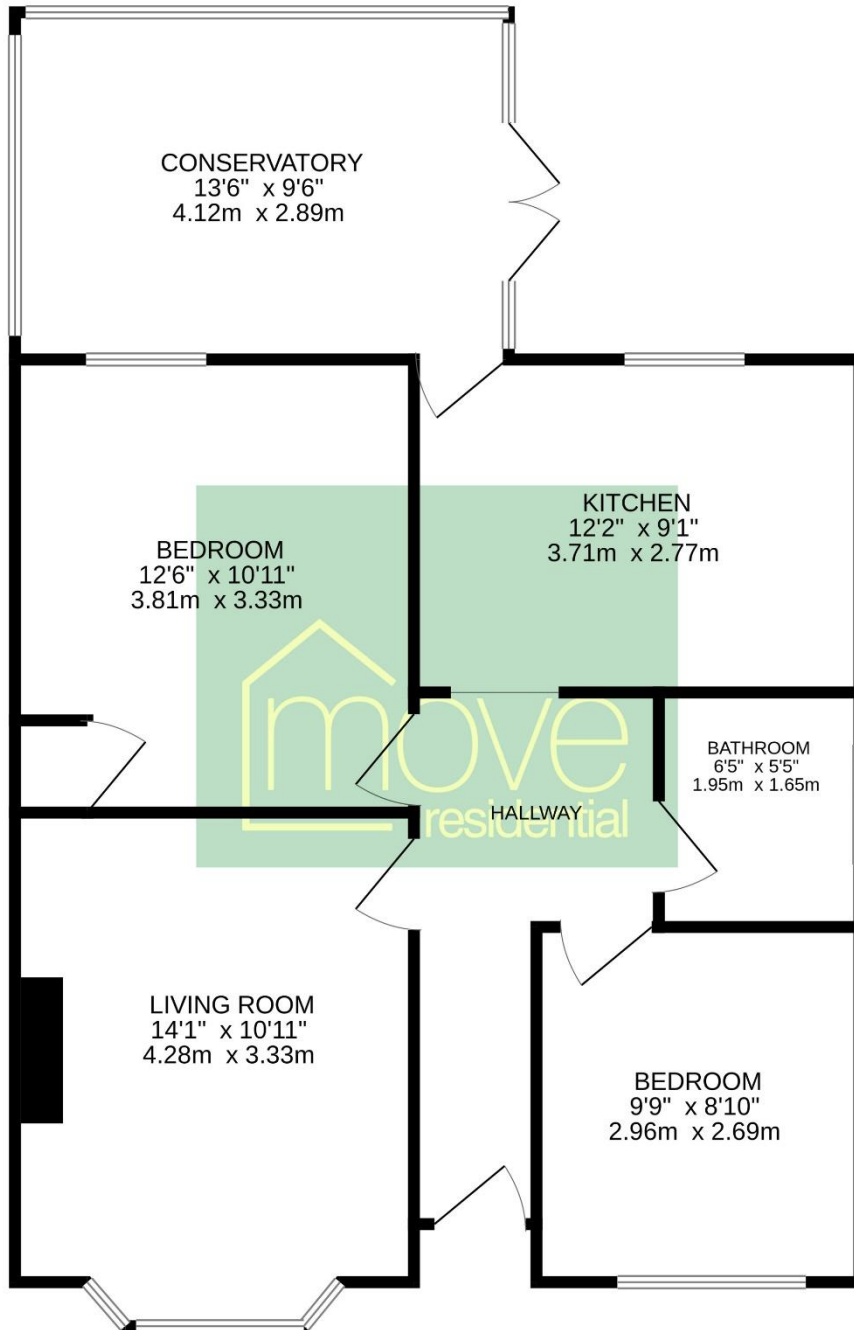 CONSERVATORY
13'6" x 9'6"
4.12m x 2.89m
KITCHEN
12'2" x 9'1"
3.71m x 2.77m
BEDROOM
12'6" x 10'11"
3.81m x 3.33m
move
residential
HALLWAY
BATHROOM
6'5" x 5'5"
1.95m x 1.65m
LIVING ROOM
14'1" x 10'11"
4.28m x 3.33m
BEDROOM
9'9" x 8'10"
2.96m x 2.69m